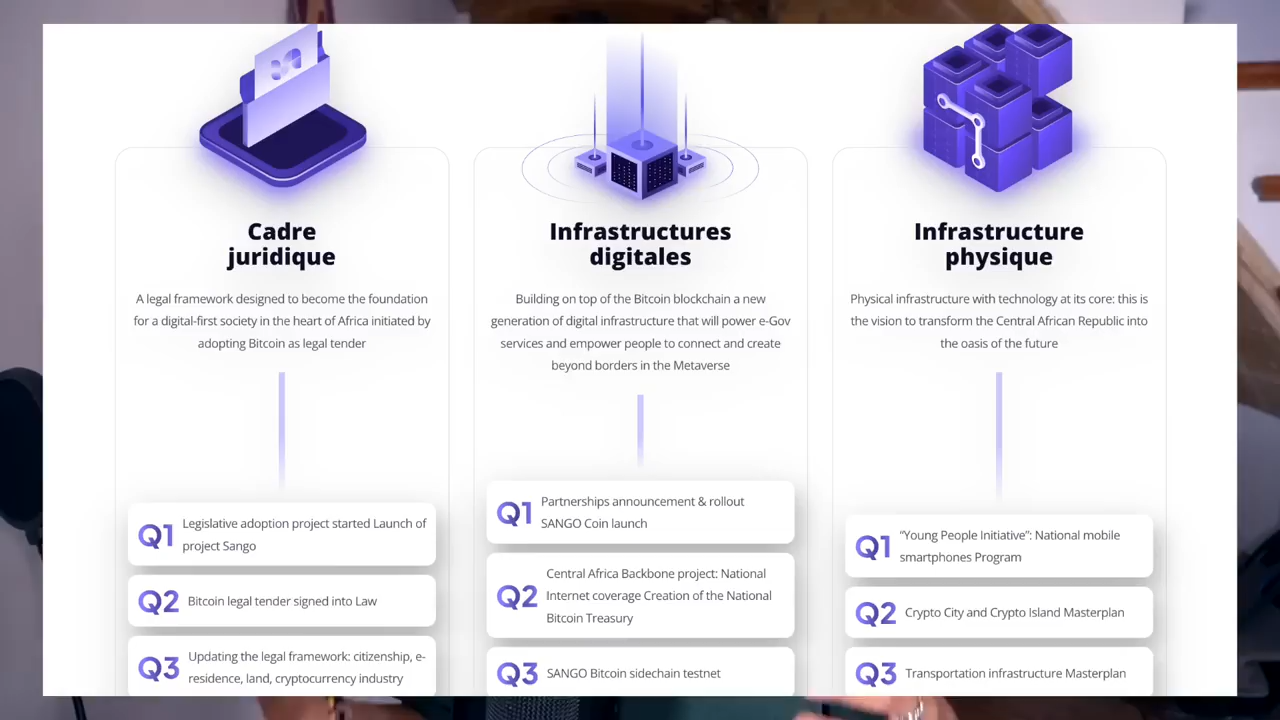 Cadre
juridique
A legal framework designed to become the foundation
for a digital-first society in the heart of Africa initiated by
adopting Bitcoin as legal tender
Q1
Legislative adoption project started Launch of
project Sango
Q2
Bitcoin legal tender signed into Law
Q3
Updating the legal framework: citizenship, e-
residence, land, cryptocurrency industry
Infrastructures
digitales
Building on top of the Bitcoin blockchain a new
generation of digital infrastructure that will power e-Gov
services and empower people to connect and create
beyond borders in the Metaverse
Q1
Partnerships announcement & rollout
SANGO Coin launch
Q2
Central Africa Backbone project: National
Internet coverage Creation of the National
Bitcoin Treasury
Q3
SANGO Bitcoin sidechain testnet
Infrastructure
physique
Physical infrastructure with technology at its core: this is
the vision to transform the Central African Republic into
the oasis of the future
Q1
“Young People Initiative”: National mobile
smartphones Program
Q2
Crypto City and Crypto Island Masterplan
Q3
Transportation infrastructure Masterplan